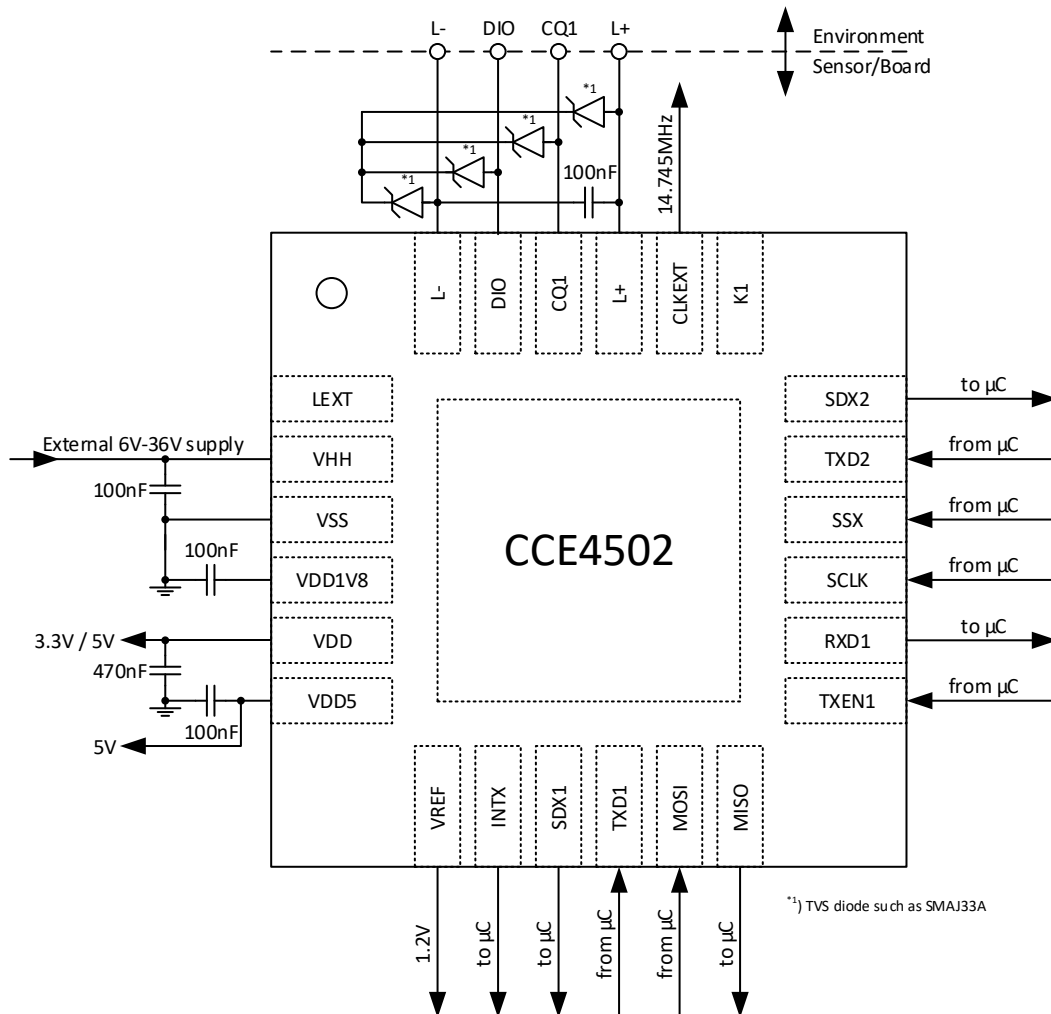 L-
DIO
CQ1
L+
Environment
Sensor/Board
*1
*1
*1
*1
100nF
14.745MHz
L-
DIO
CQ1
L+
CLKEXT
K1
LEXT
SDX2
to µC
External 6V-36V supply
VHH
TXD2
from µC
100nF
VSS
SSX
from µC
100nF
VDD1V8
CCE4502
SCLK
from µC
3.3V / 5V
VDD
RXD1
to µC
470nF
VDD5
TXEN1
from µC
100nF
5V
VREF
INTX
SDX1
TXD1
MOSI
MISO
1.2V
to µC
to µC
from µC
from µC
to µC
*1) TVS diode such as SMAJ33A